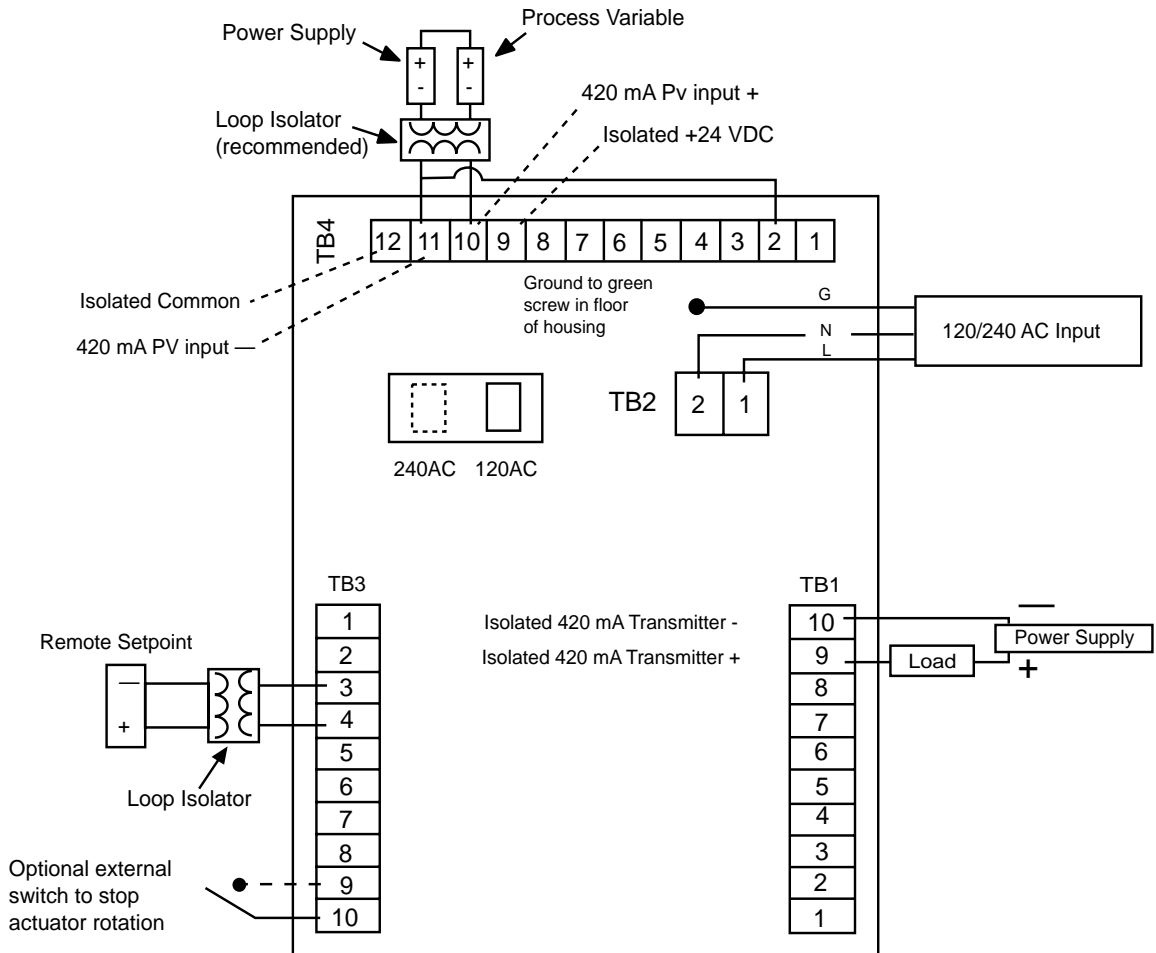 Process Variable
Power Supply
+
+
-
-
420 mA Pv input +
Loop Isolator
(recommended)
Isolated +24 VDC
TB4
12 11 10 9 8 7 6 5 4 3 2 1
Isolated Common
Ground to green
screw in floor
of housing
G
N
L
120/240 AC Input
420 mA PV input —
TB2
2 1
240AC 120AC
TB3
1
2
3
4
5
6
7
8
9
10
Remote Setpoint
—
+
Loop Isolator
Optional external
switch to stop
actuator rotation
TB1
Isolated 420 mA Transmitter -
Isolated 420 mA Transmitter +
10
9
8
7
6
5
4
3
2
1
Load
—
Power Supply
+